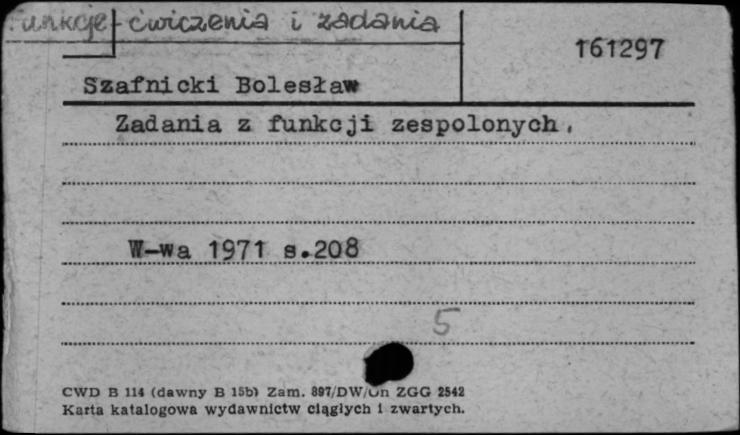 Funkcje - ćwiczenia i zadania
161297
Szafnicki Bolesław
Zadania z funkcji zespolonych.
W-wa 1971 s.208
5
CWD B 114 (dawny B 15b) Zam. 897/DW/Un ZGG 2542
Karta katalogowa wydawnictw ciągłych i zwartych.